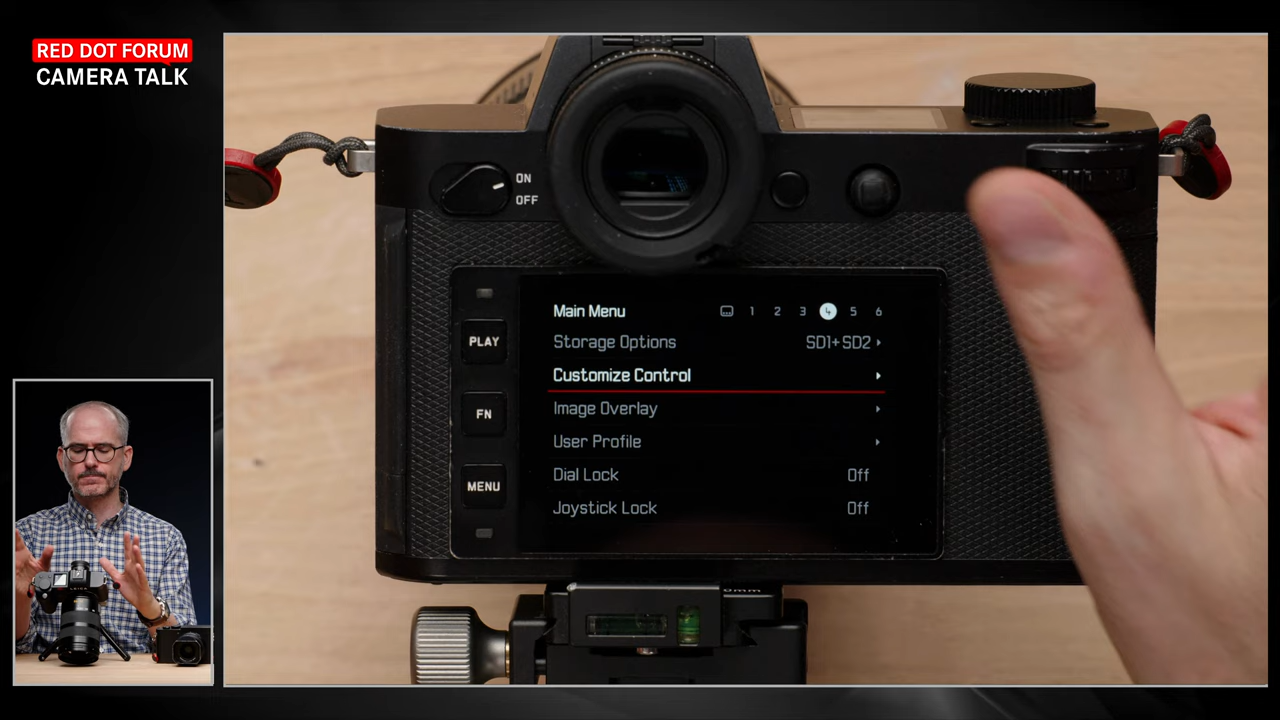 RED DOT FORUM
CAMERA TALK
ON
OFF
PLAY
FN
MENU
Main Menu 1 2 3 4 5 6
Storage Options SD1+SD2
Customize Control
Image Overlay
User Profile
Dial Lock Off
Joystick Lock Off